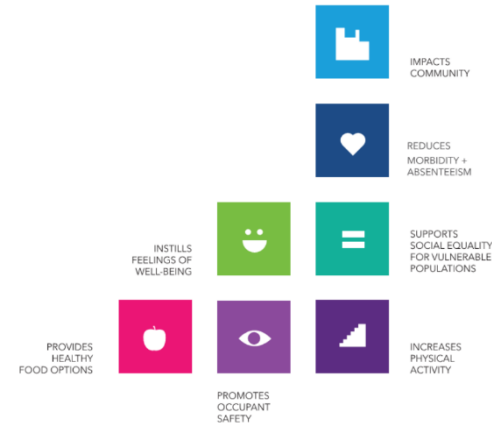 IMPACTS
COMMUNITY
REDUCES
MORBIDITY +
ABSENTEEISM
INSTILLS
FEELINGS OF
WELL-BEING
SUPPORTS
SOCIAL EQUALITY
FOR VULNERABLE
POPULATIONS
PROVIDES
HEALTHY
FOOD OPTIONS
PROMOTES
OCCUPANT
SAFETY
INCREASES
PHYSICAL
ACTIVITY